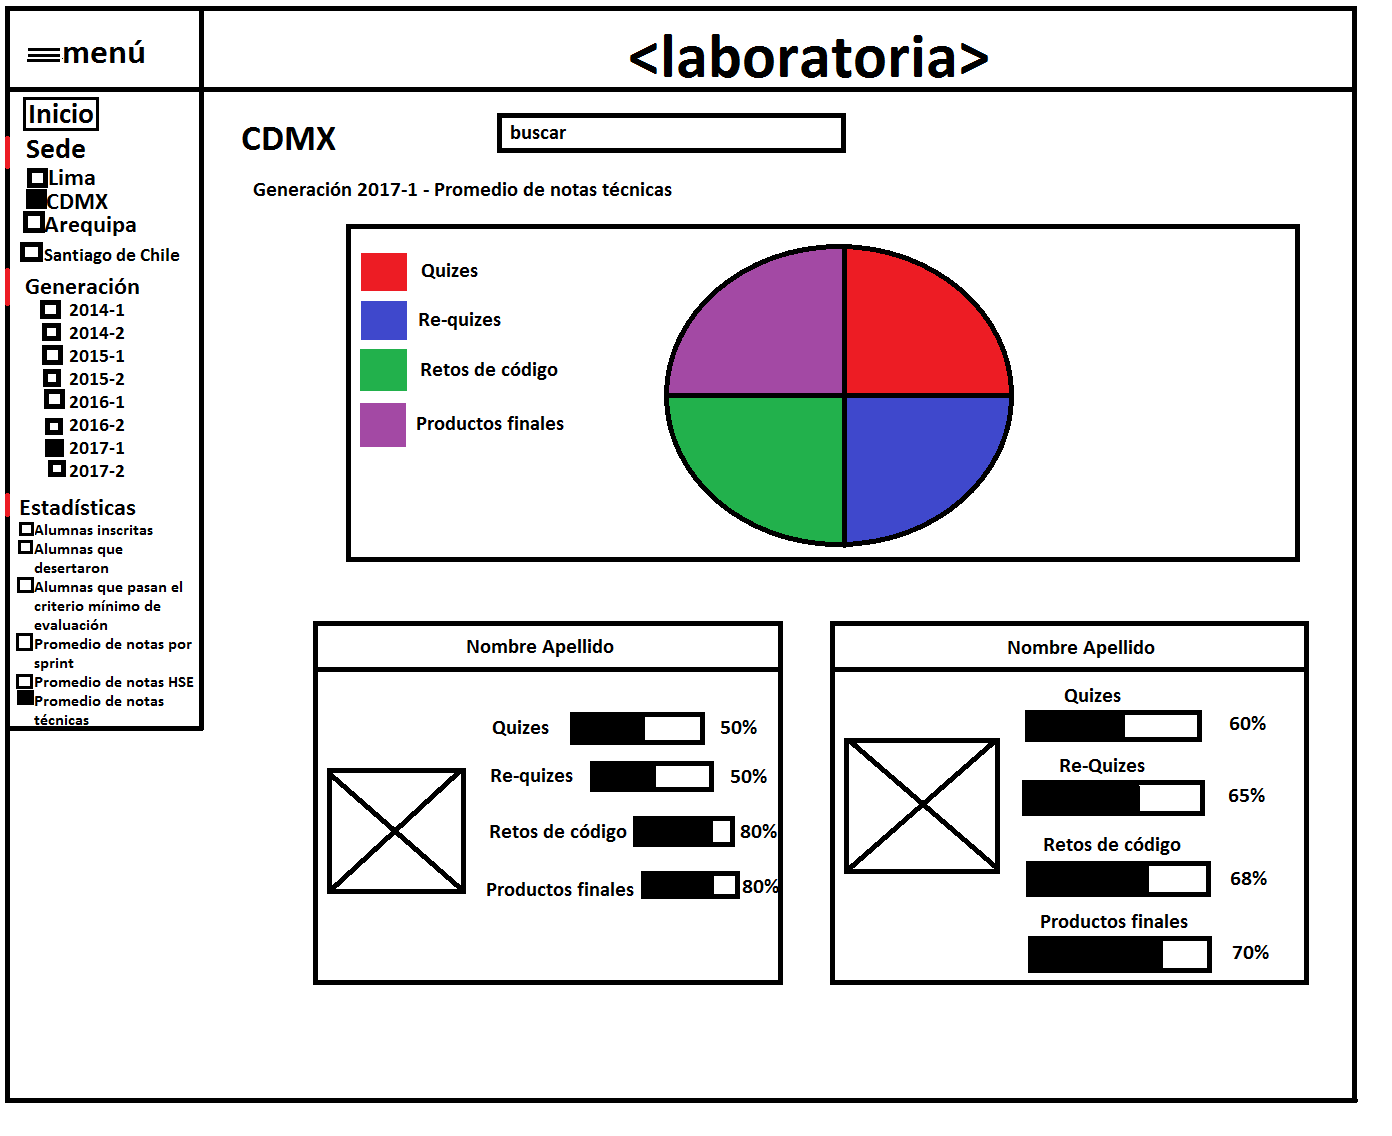 menú
<laboratoria>
Inicio
Sede
Lima
CDMX
Arequipa
Santiago de Chile
Generación
2014-1
2014-2
2015-1
2015-2
2016-1
2016-2
2017-1
2017-2
Estadísticas
Alumnas inscritas
Alumnas que
desertaron
Alumnas que pasan el
criterio mínimo de
evaluación
Promedio de notas por
sprint
Promedio de notas HSE
Promedio de notas
técnicas
CDMX
buscar
Generación 2017-1 - Promedio de notas técnicas
Quizes
Re-quizes
Retos de código
Productos finales
Nombre Apellido
Quizes 50%
Re-quizes 50%
Retos de código 80%
Productos finales 80%
Nombre Apellido
Quizes
60%
Re-Quizes
65%
Retos de código
68%
Productos finales
70%